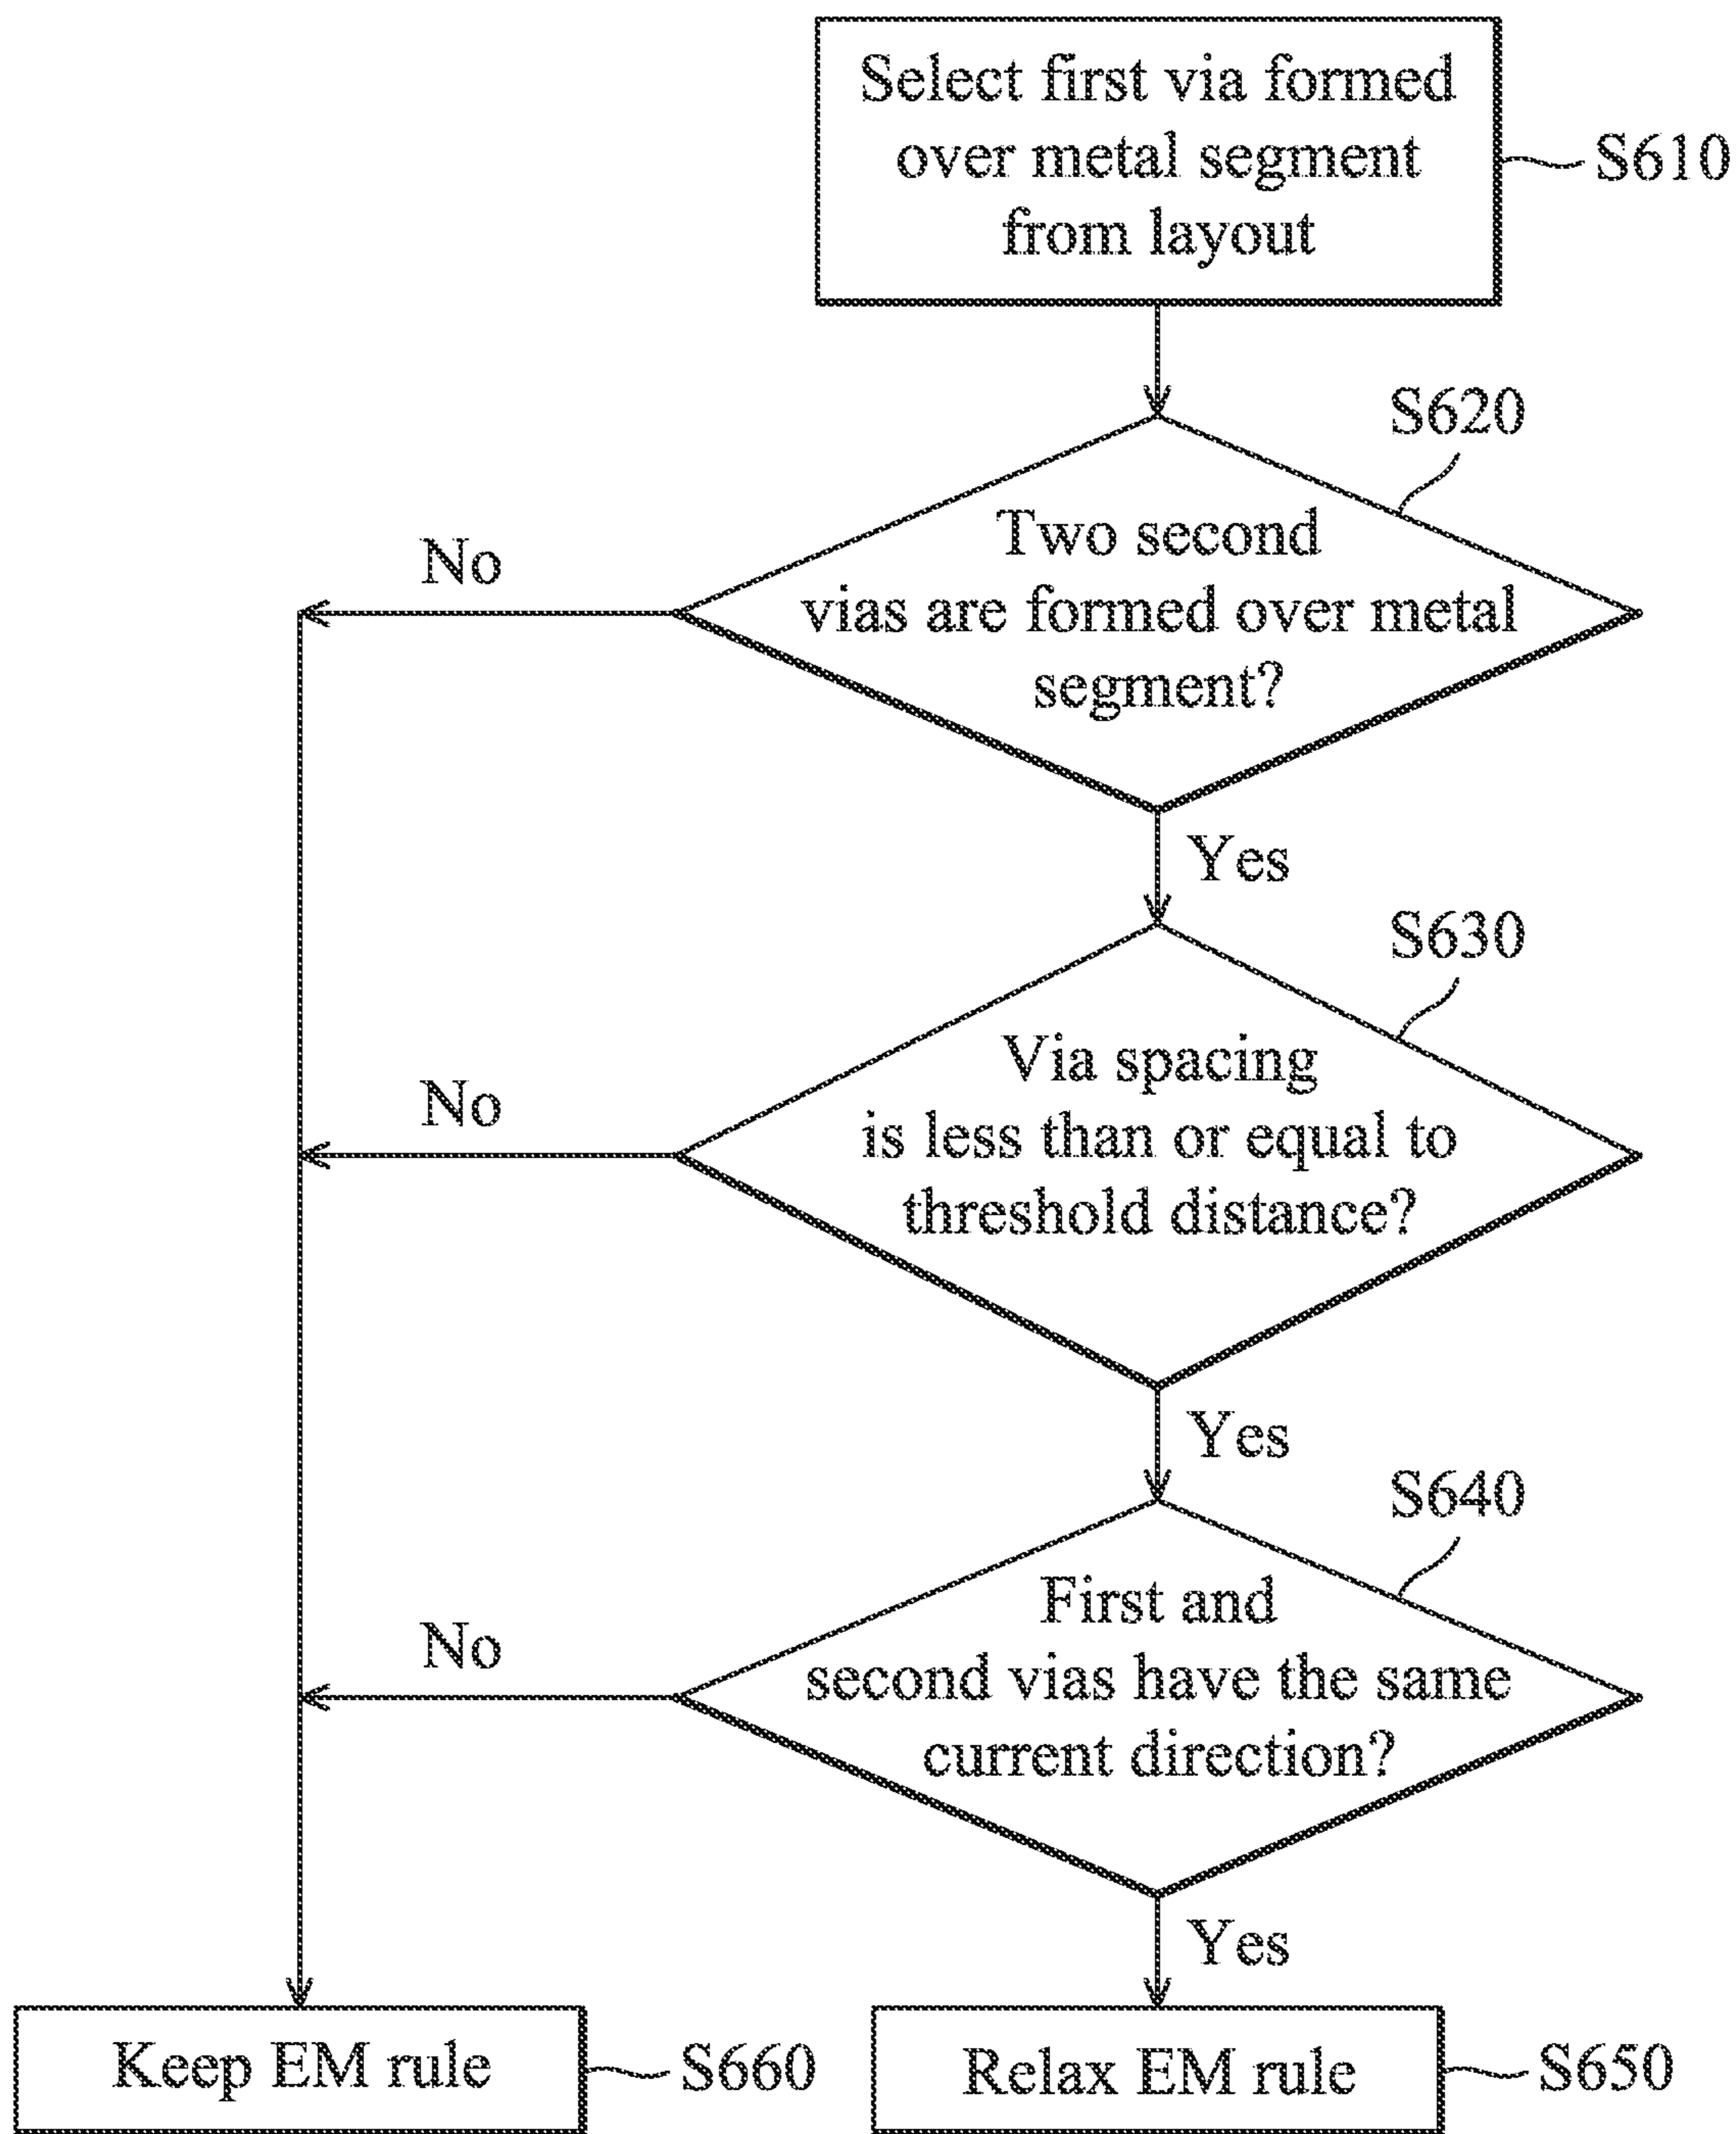 Select first via formed
over metal segment
from layout
S610
S620
Two second
vias are formed over metal
segment?
No
Yes
S630
Via spacing
is less than or equal to
threshold distance?
No
Yes
S640
First and
second vias have the same
current direction?
No
Yes
Keep EM rule
S660
Relax EM rule
S650